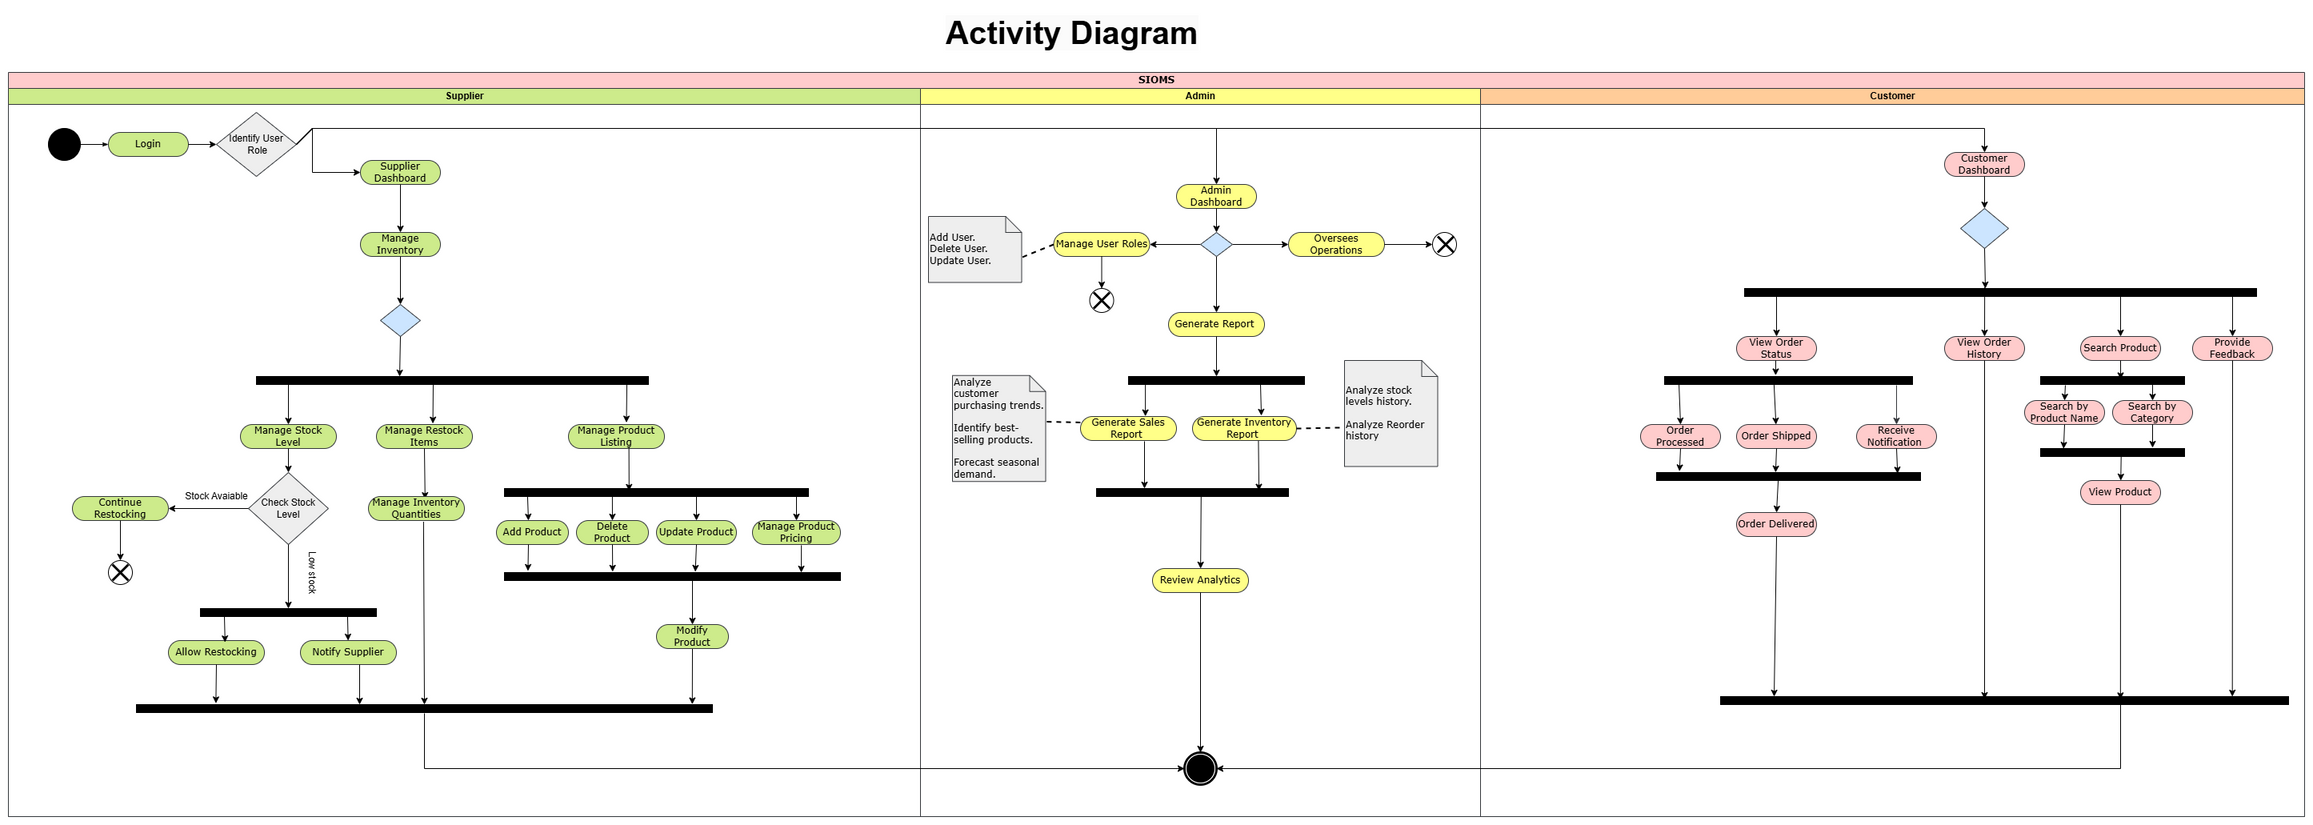 Activity Diagram
SIOMS
Supplier
Admin
Customer
Login
Identify User
Role
Supplier
Dashboard
Manage
Inventory
Manage Stock
Level
Manage Restock
Items
Manage Product
Listing
Continue
Restocking
Stock Avaiable
Check Stock
Level
Low stock
Manage Inventory
Quantities
Add Product
Delete
Product
Update Product
Manage Product
Pricing
Allow Restocking
Notify Supplier
Modify
Product
Admin
Dashboard
Add User.
Delete User.
Update User.
Manage User Roles
Oversees
Operations
Generate Report
Analyze
customer
purchasing trends.
Identify best-
selling products.
Forecast seasonal
demand.
Generate Sales
Report
Generate Inventory
Report
Analyze stock
levels history.
Analyze Reorder
history
Review Analytics
Customer
Dashboard
View Order
Status
View Order
History
Search Product
Provide
Feedback
Order
Processed
Order Shipped
Receive
Notification
Search by
Product Name
Search by
Category
View Product
Order Delivered